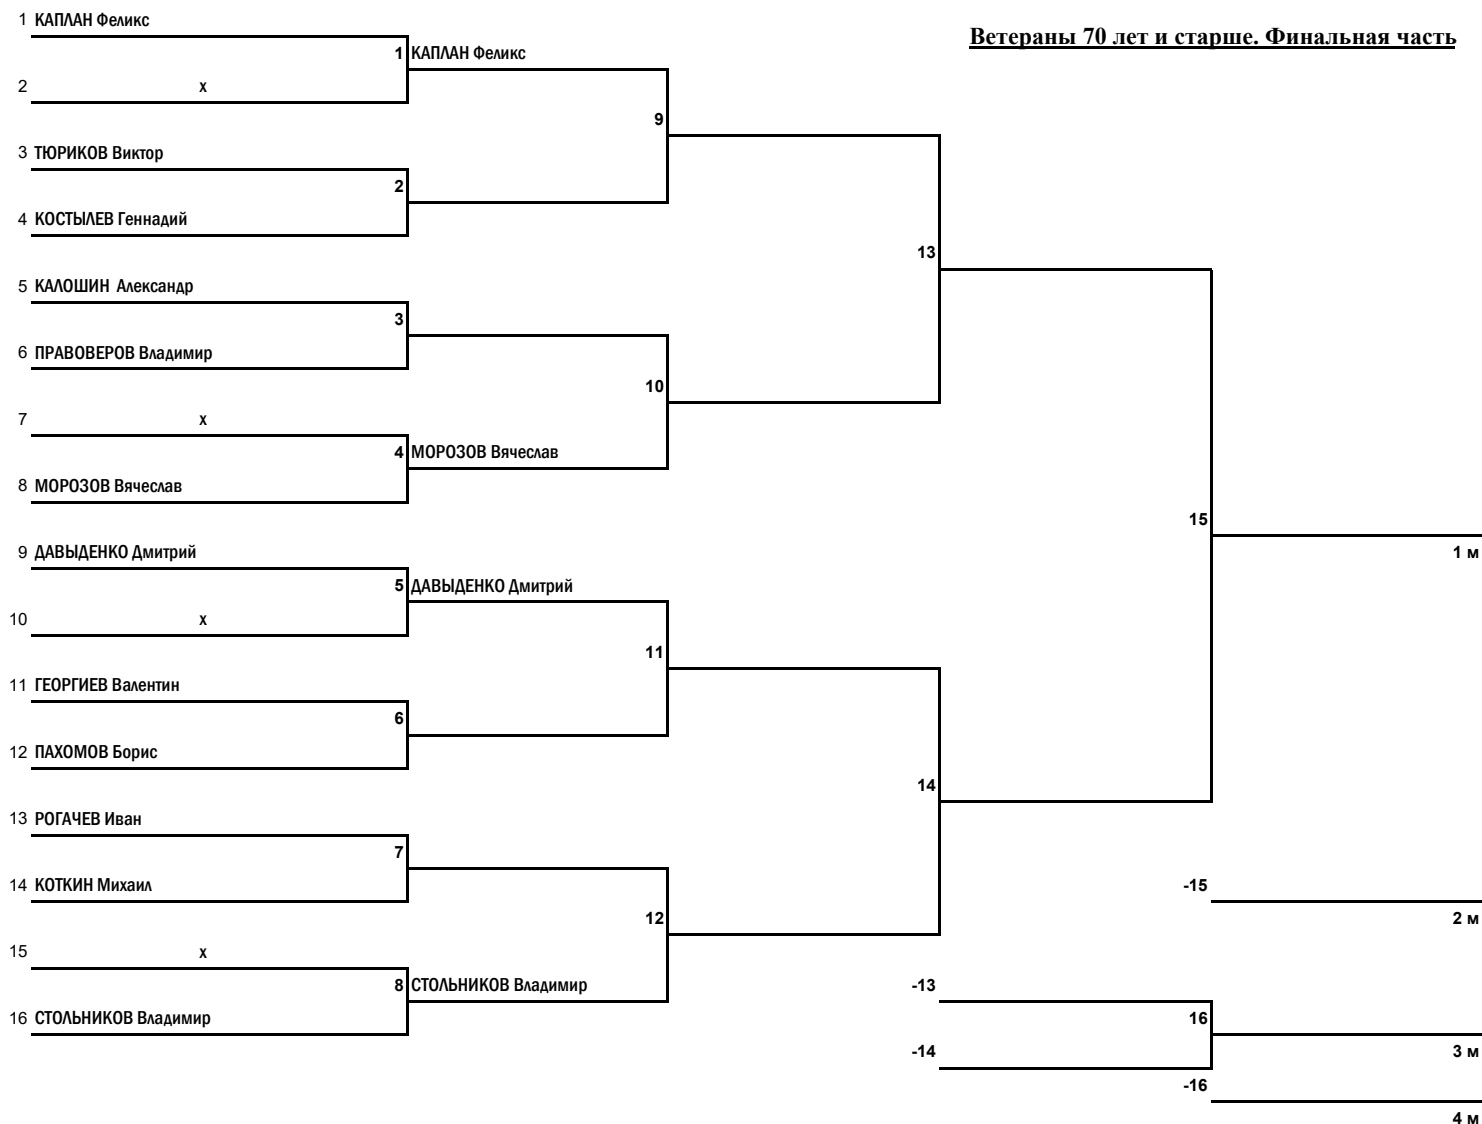 1 КАПЛАН Феликс
Ветераны 70 лет и старше. Финальная часть
1 КАПЛАН Феликс
2 х
9
3 ТЮРИКОВ Виктор
2
4 КОСТЫЛЕВ Геннадий
13
5 КАЛОШИН Александр
3
6 ПРАВОВЕРОВ Владимир
10
7 х
4 МОРОЗОВ Вячеслав
8 МОРОЗОВ Вячеслав
15
9 ДАВЫДЕНКО Дмитрий
1 м
5 ДАВЫДЕНКО Дмитрий
10 х
11
11 ГЕОРГИЕВ Валентин
6
12 ПАХОМОВ Борис
14
13 РОГАЧЕВ Иван
7
14 КОТКИН Михаил
-15
12
2 м
15 х
8 СТОЛЬНИКОВ Владимир
-13
16 СТОЛЬНИКОВ Владимир
16
-14
3 м
-16
4 м